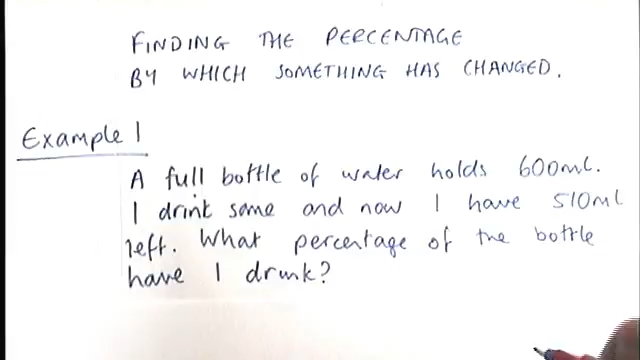 FINDING THE PERCENTAGE
BY WHICH SOMETHING HAS CHANGED.
Example 1
A full bottle of water holds 600ml.
I drink some and now I have 510ml
left. What percentage of the bottle
have I drunk?